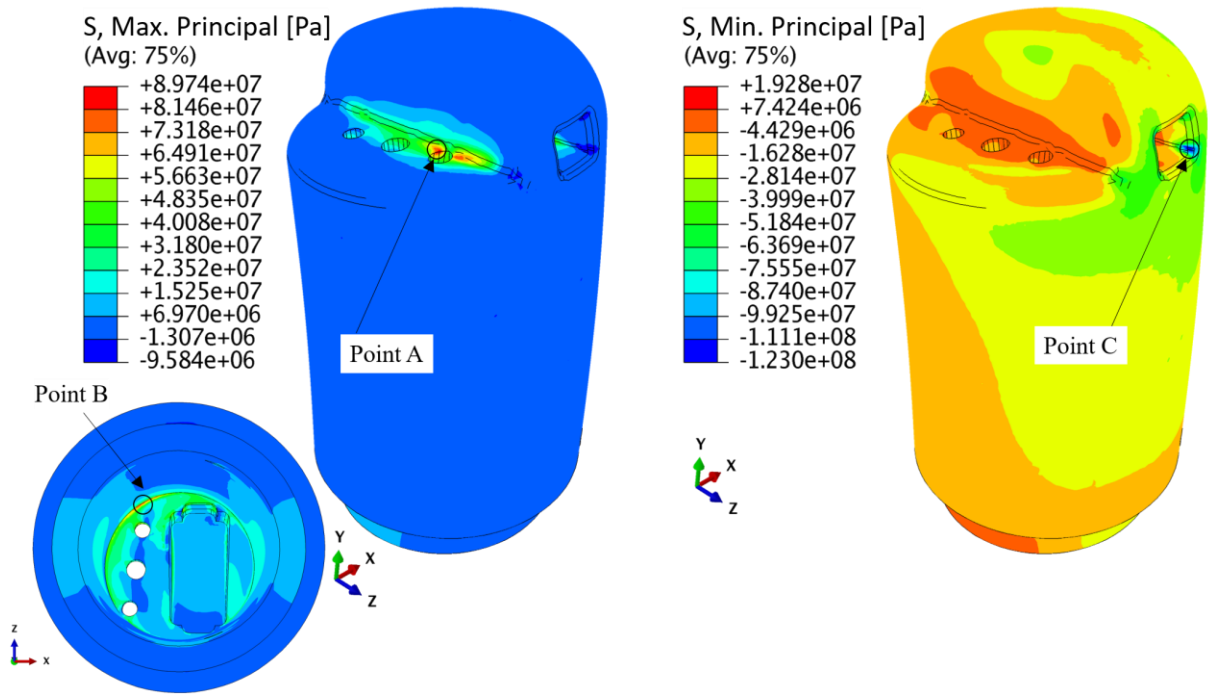 S, Max. Principal [Pa]
(Avg: 75%)
+8.974e+07
+8.146e+07
+7.318e+07
+6.491e+07
+5.663e+07
+4.835e+07
+4.008e+07
+3.180e+07
+2.352e+07
+1.525e+07
+6.970e+06
-1.307e+06
-9.584e+06
Point A
Point B
Y
X
Z
z
x
S, Min. Principal [Pa]
(Avg: 75%)
+1.928e+07
+7.424e+06
-4.429e+06
-1.628e+07
-2.814e+07
-3.999e+07
-5.184e+07
-6.369e+07
-7.555e+07
-8.740e+07
-9.925e+07
-1.111e+08
-1.230e+08
Point C
Y
X
Z